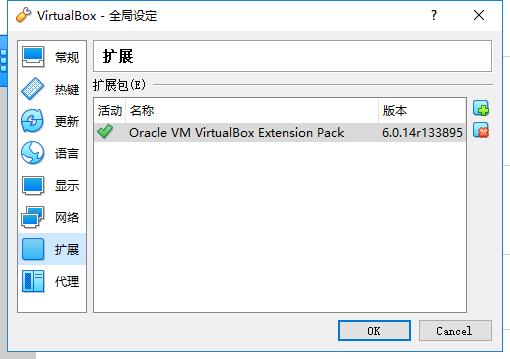 VirtualBox - 全局设定
常规
热键
更新
语言
显示
网络
扩展
代理
扩展
扩展包(E)
活动 名称 版本
Oracle VM VirtualBox Extension Pack 6.0.14r133895
OK Cancel